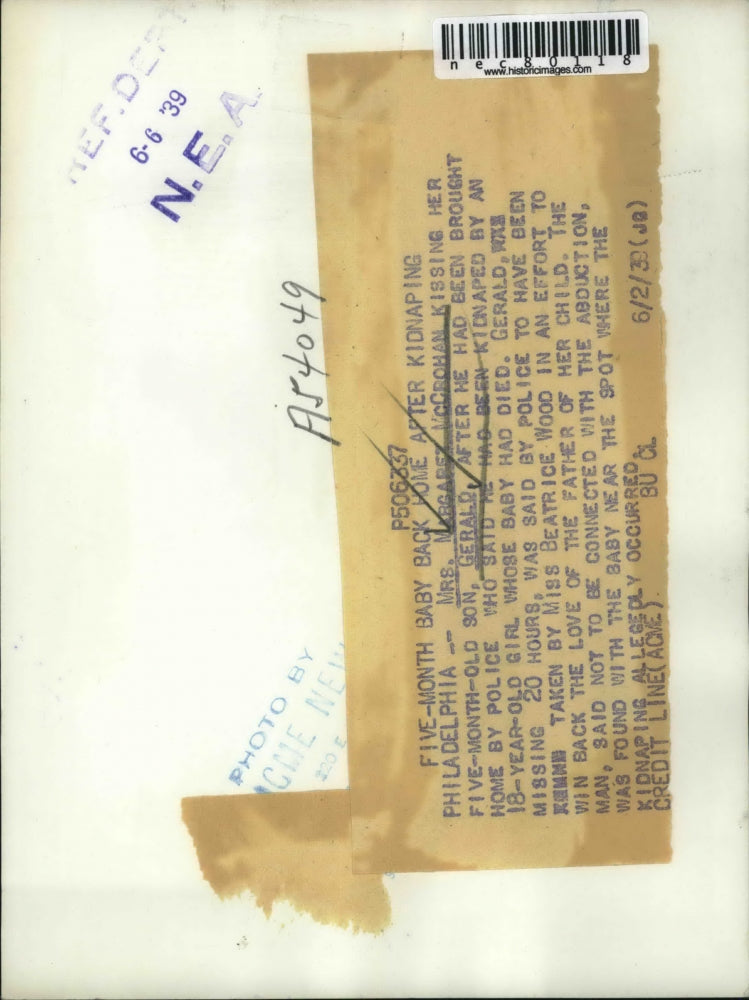 nec80118
www.historicimages.com
REF. DEPT
6-6 '39
N.E.A.
A54049
PHOTO BY
ACME NEW
220 E
P506337
FIVE-MONTH BABY BACK HOME AFTER KIDNAPING
PHILADELPHIA -- MRS. MARGARET McCROHAN KISSING HER
FIVE-MONTH-OLD SON, GERALD, AFTER HE HAD BEEN BROUGHT
HOME BY POLICE WHO SAID HE HAD BEEN KIDNAPED BY AN
18-YEAR-OLD GIRL WHOSE BABY HAD DIED. GERALD,
MISSING 20 HOURS, WAS SAID BY POLICE TO HAVE BEEN
TAKEN BY MISS BEATRICE WOOD IN AN EFFORT TO
WIN BACK THE LOVE OF THE FATHER OF HER CHILD. THE
MAN, SAID NOT TO BE CONNECTED WITH THE ABDUCTION,
WAS FOUND WITH THE BABY NEAR THE SPOT WHERE THE
KIDNAPING ALLEGEDLY OCCURRED.
CREDIT LINE(ACME) BU CL 6/2/39(JB)